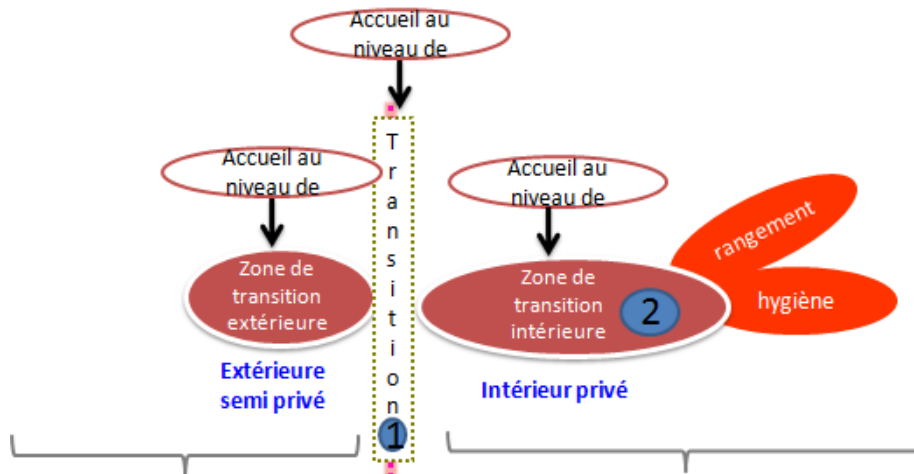 Accueil au
niveau de
Accueil au
niveau de
Transition
1
Accueil au
niveau de
rangement
hygiène
Zone de
transition
extérieure
Zone de
transition
intérieure
2
Extérieure
semi privé
Intérieur privé